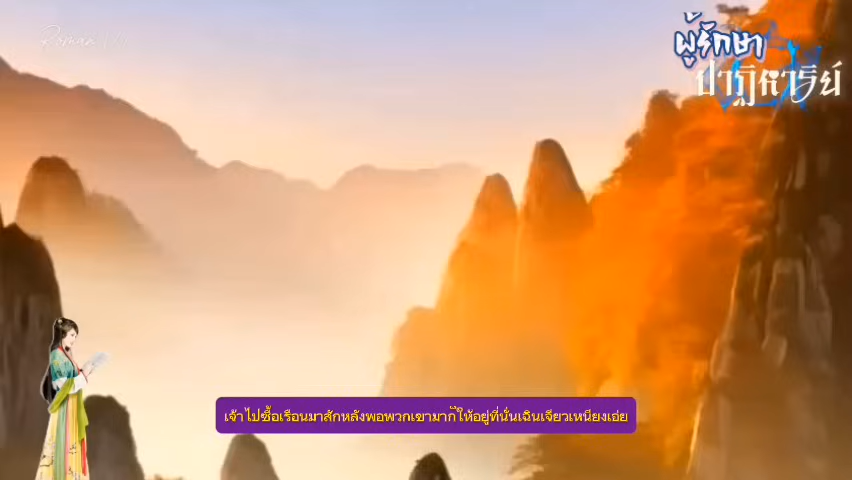 Roman
ผู้รักษา
ปาฏิหาริย์
เจ้าไปซื้อเรือนมาสักหลังพอพวกเขามาก็ให้อยู่ที่นั่นเฉินเจียวเหนียงเอ่ย